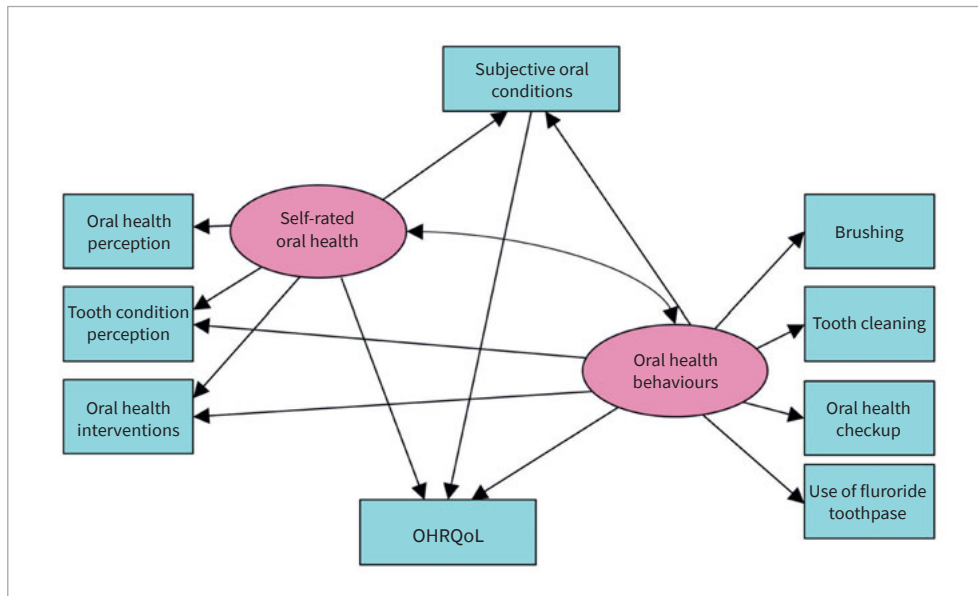 Subjective oral
conditions
Self-rated
oral health
Oral health
perception
Tooth condition
perception
Oral health
interventions
Brushing
Tooth cleaning
Oral health
behaviours
Oral health
checkup
Use of fluroride
toothpase
OHRQoL